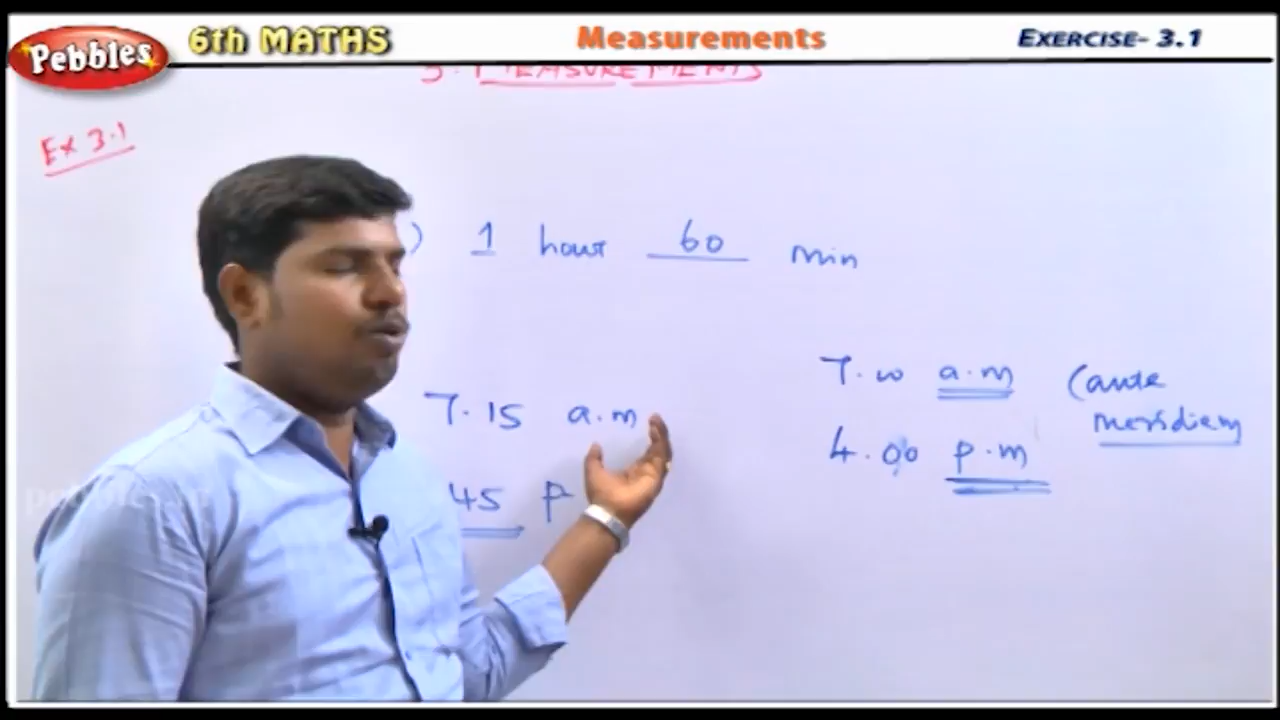 Pebbles
6th MATHS
Measurements
EXERCISE- 3.1
MEASUREMENTS
Ex 3.1
) 1 hour 60 min
7.15 a.m
45 p
7.00 a.m (ante
meridiem
4.00 p.m
pebbles